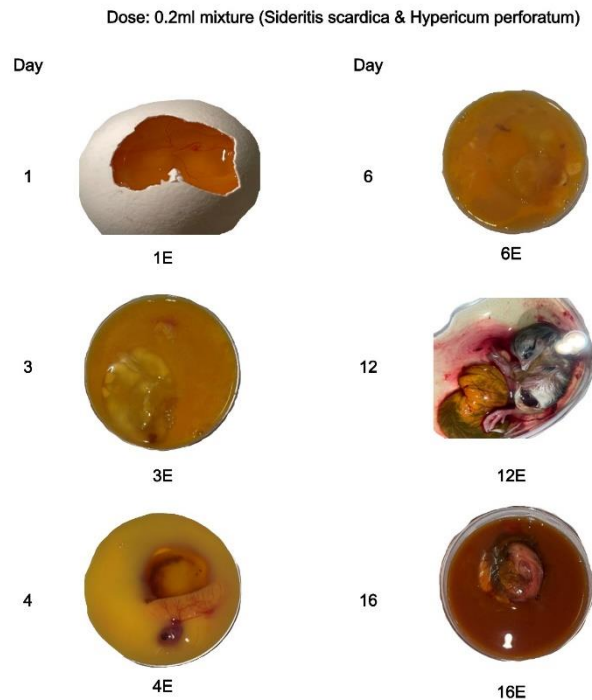 Dose: 0.2ml mixture (Sideritis scardica & Hypericum perforatum)
Day
Day
1
6
1E
6E
3
12
3E
12E
4
16
4E
16E